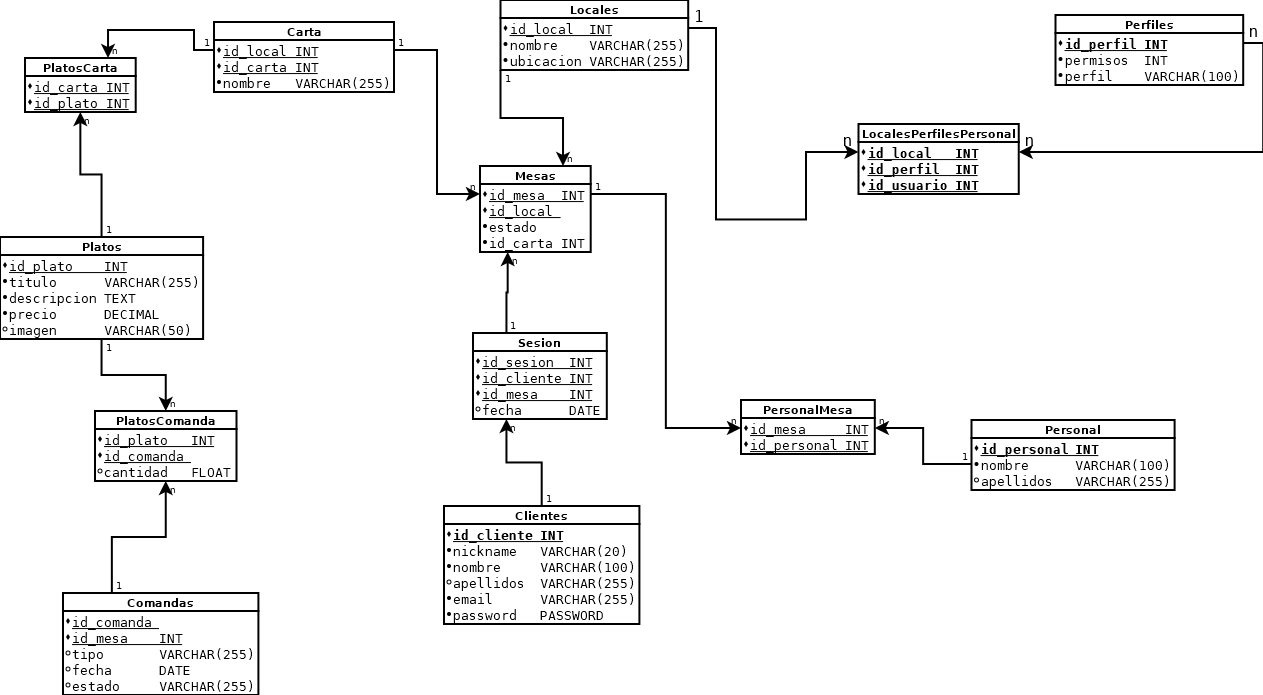 Carta
id_local INT
id_carta INT
nombre VARCHAR(255)
1
1
n
PlatosCarta
id_carta INT
id_plato INT
n
1
Platos
id_plato INT
titulo VARCHAR(255)
descripcion TEXT
precio DECIMAL
imagen VARCHAR(50)
1
n
PlatosComanda
id_plato INT
id_comanda
cantidad FLOAT
n
1
Comandas
id_comanda
id_mesa INT
tipo VARCHAR(255)
fecha DATE
estado VARCHAR(255)
Locales
id_local INT
nombre VARCHAR(255)
ubicacion VARCHAR(255)
1
1
n
n
Mesas
id_mesa INT
id_local
estado
id_carta INT
1
n
1
Sesion
id_sesion INT
id_cliente INT
id_mesa INT
fecha DATE
n
1
Clientes
id_cliente INT
nickname VARCHAR(20)
nombre VARCHAR(100)
apellidos VARCHAR(255)
email VARCHAR(255)
password PASSWORD
Perfiles
id_perfil INT
permisos INT
perfil VARCHAR(100)
n
n
n
LocalesPerfilesPersonal
id_local INT
id_perfil INT
id_usuario INT
n
n
PersonalMesa
id_mesa INT
id_personal INT
1
Personal
id_personal INT
nombre VARCHAR(100)
apellidos VARCHAR(255)